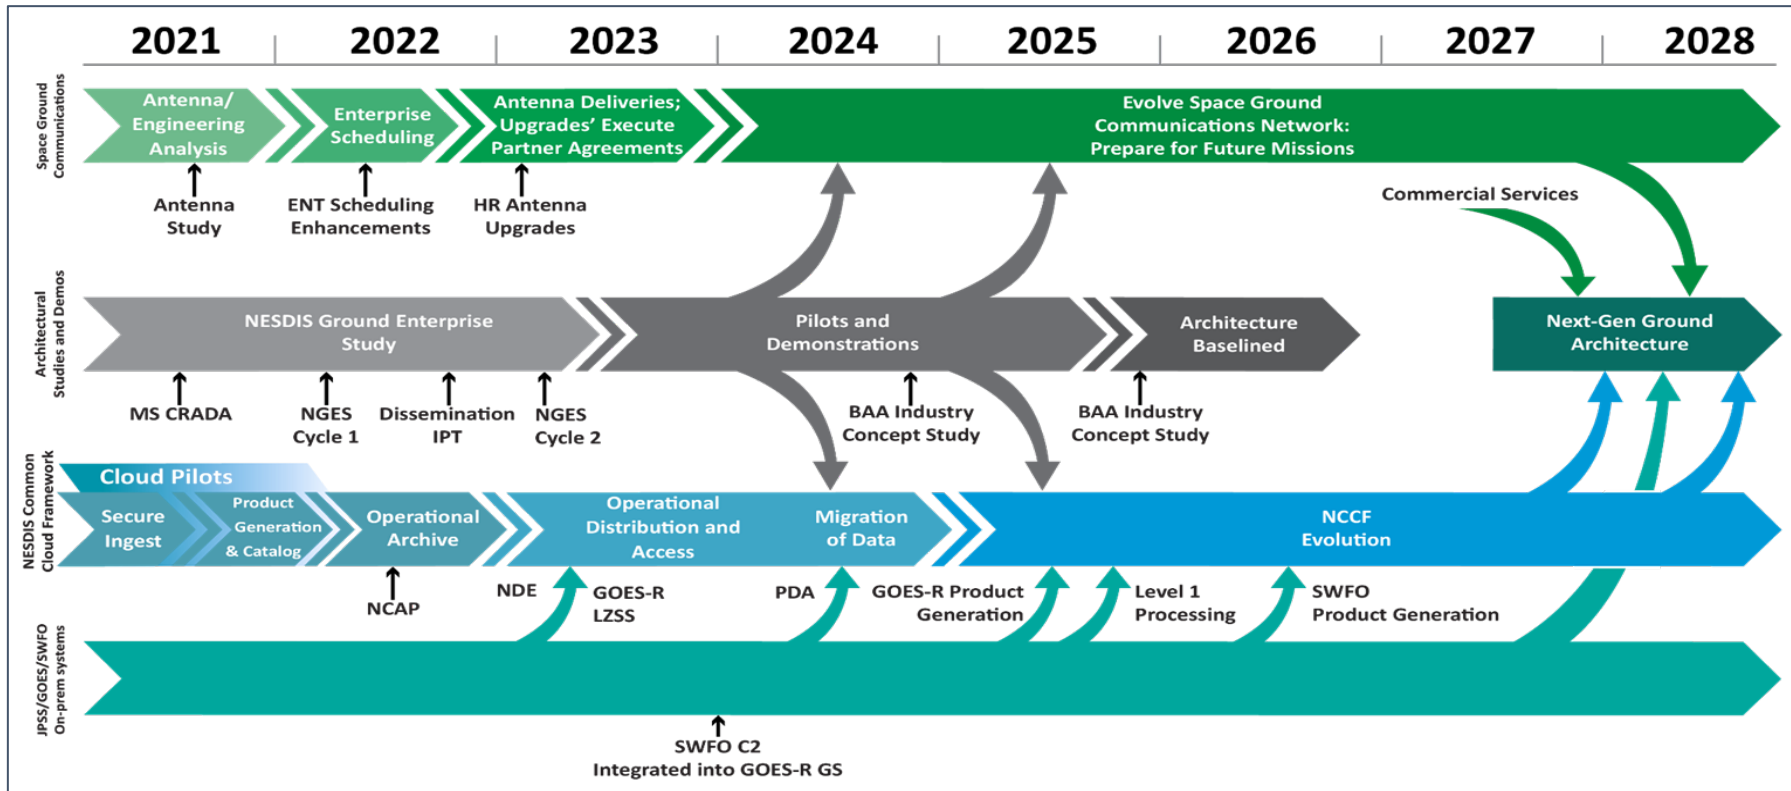 2021 2022 2023 2024 2025 2026 2027 2028
Space Ground
Communications
Antenna/
Engineering
Analysis
Enterprise
Scheduling
Antenna Deliveries;
Upgrades’ Execute
Partner Agreements
Evolve Space Ground
Communications Network:
Prepare for Future Missions
Antenna
Study
ENT Scheduling
Enhancements
HR Antenna
Upgrades
Commercial Services
Architectural
Studies and Demos
NESDIS Ground Enterprise
Study
Pilots and
Demonstrations
Architecture
Baselined
Next-Gen Ground
Architecture
MS CRADA
NGES
Cycle 1
Dissemination
IPT
NGES
Cycle 2
BAA Industry
Concept Study
BAA Industry
Concept Study
NESDIS Common
Cloud Framework
Cloud Pilots
Secure
Ingest
Product
Generation
& Catalog
Operational
Archive
Operational
Distribution and
Access
Migration
of Data
NCCF
Evolution
NCAP
NDE
GOES-R
LZSS
PDA
GOES-R Product
Generation
Level 1
Processing
SWFO
Product Generation
JPSS/GOES/SWFO
On-prem systems
SWFO C2
Integrated into GOES-R GS